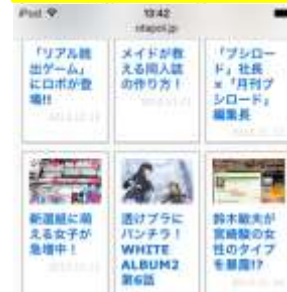 iPod
13:42
otapol.jp
「リアル脱
出ゲーム」
にロボが登
場!!
メイドが教
える同人誌
の作り方！
「ブシロー
ド」社長
×『月刊ブ
シロード』
編集長
新選組に萌
える女子が
急増中！
透けブラに
パンチラ！
WHITE
ALBUM2
第6話
鈴木敏夫が
宮崎駿の女
性のタイプ
を暴露!?